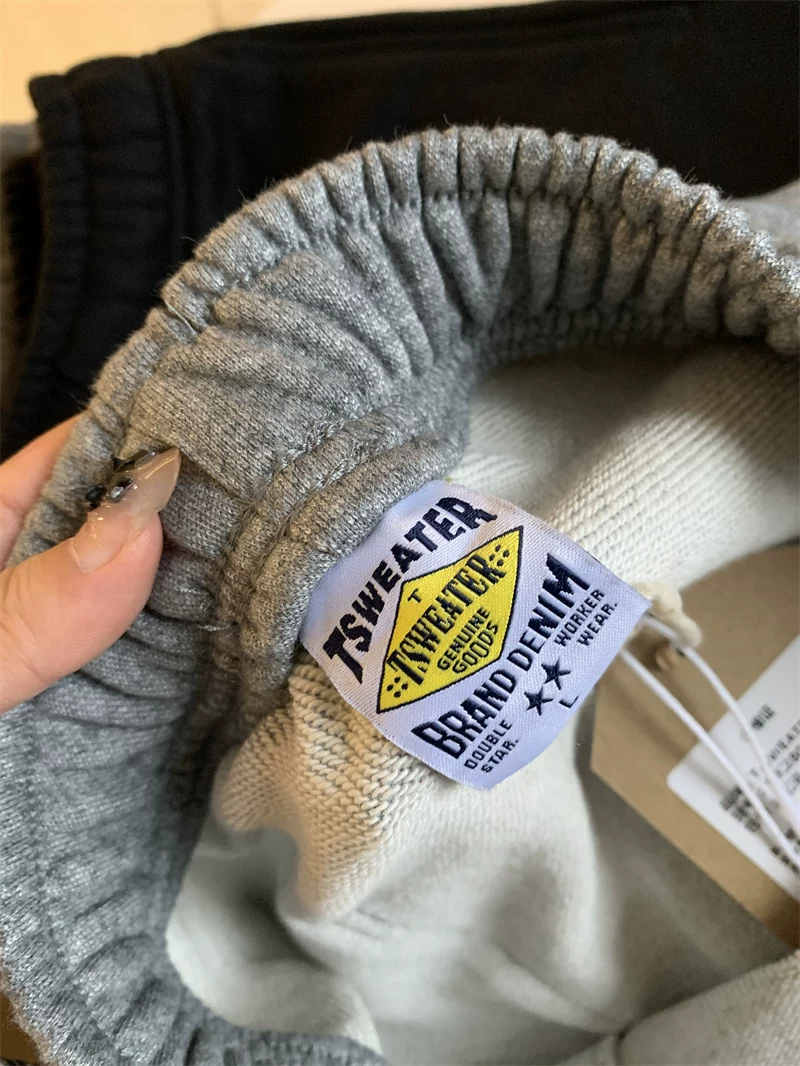 TSWEATER
T
TSWEATER
GENUINE
GOODS
BRAND DENIM
DOUBLE
STAR.
WORKER
WEAR.
L